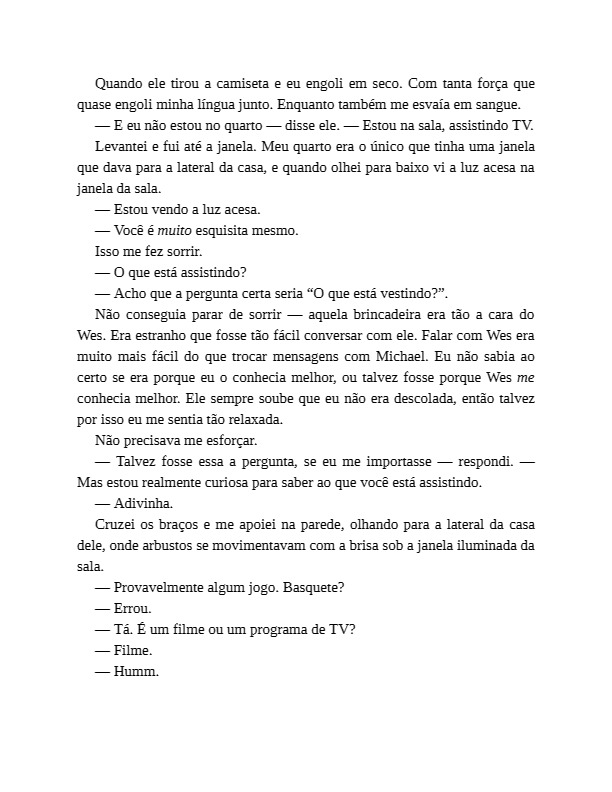 Quando ele tirou a camiseta e eu engoli em seco. Com tanta força que
quase engoli minha língua junto. Enquanto também me esvaía em sangue.
— E eu não estou no quarto — disse ele. — Estou na sala, assistindo TV.
Levantei e fui até a janela. Meu quarto era o único que tinha uma janela
que dava para a lateral da casa, e quando olhei para baixo vi a luz acesa na
janela da sala.
— Estou vendo a luz acesa.
— Você é muito esquisita mesmo.
Isso me fez sorrir.
— O que está assistindo?
— Acho que a pergunta certa seria “O que está vestindo?”.
Não conseguia parar de sorrir — aquela brincadeira era tão a cara do
Wes. Era estranho que fosse tão fácil conversar com ele. Falar com Wes era
muito mais fácil do que trocar mensagens com Michael. Eu não sabia ao
certo se era porque eu o conhecia melhor, ou talvez fosse porque Wes me
conhecia melhor. Ele sempre soube que eu não era descolada, então talvez
por isso eu me sentia tão relaxada.
Não precisava me esforçar.
— Talvez fosse essa a pergunta, se eu me importasse — respondi. —
Mas estou realmente curiosa para saber ao que você está assistindo.
— Adivinha.
Cruzei os braços e me apoiei na parede, olhando para a lateral da casa
dele, onde arbustos se movimentavam com a brisa sob a janela iluminada da
sala.
— Provavelmente algum jogo. Basquete?
— Errou.
— Tá. É um filme ou um programa de TV?
— Filme.
— Humm.